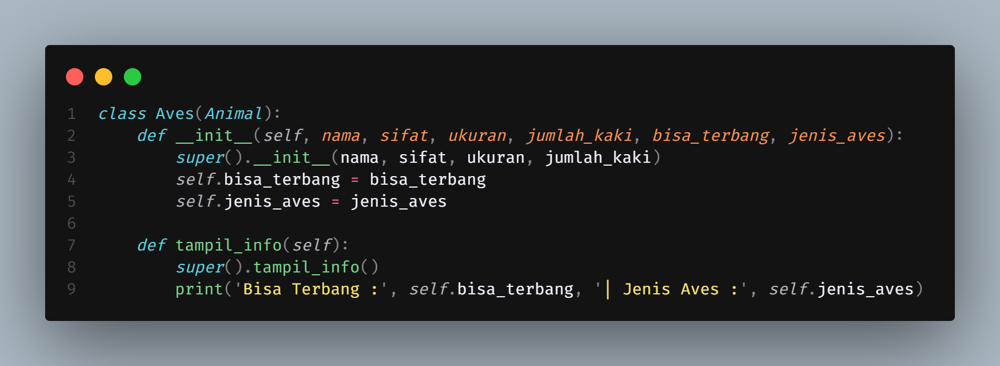 1 class Aves(Animal):
2     def __init__(self, nama, sifat, ukuran, jumlah_kaki, bisa_terbang, jenis_aves):
3         super().__init__(nama, sifat, ukuran, jumlah_kaki)
4         self.bisa_terbang = bisa_terbang
5         self.jenis_aves = jenis_aves
6
7     def tampil_info(self):
8         super().tampil_info()
9         print('Bisa Terbang :', self.bisa_terbang, '| Jenis Aves :', self.jenis_aves)